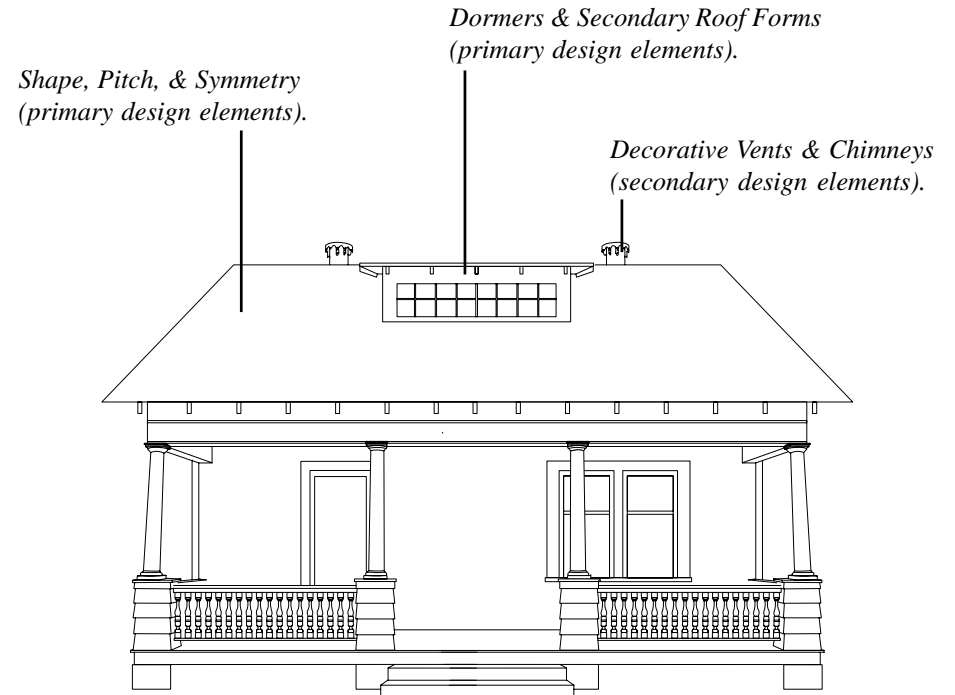 Dormers & Secondary Roof Forms
(primary design elements).
Shape, Pitch, & Symmetry
(primary design elements).
Decorative Vents & Chimneys
(secondary design elements).